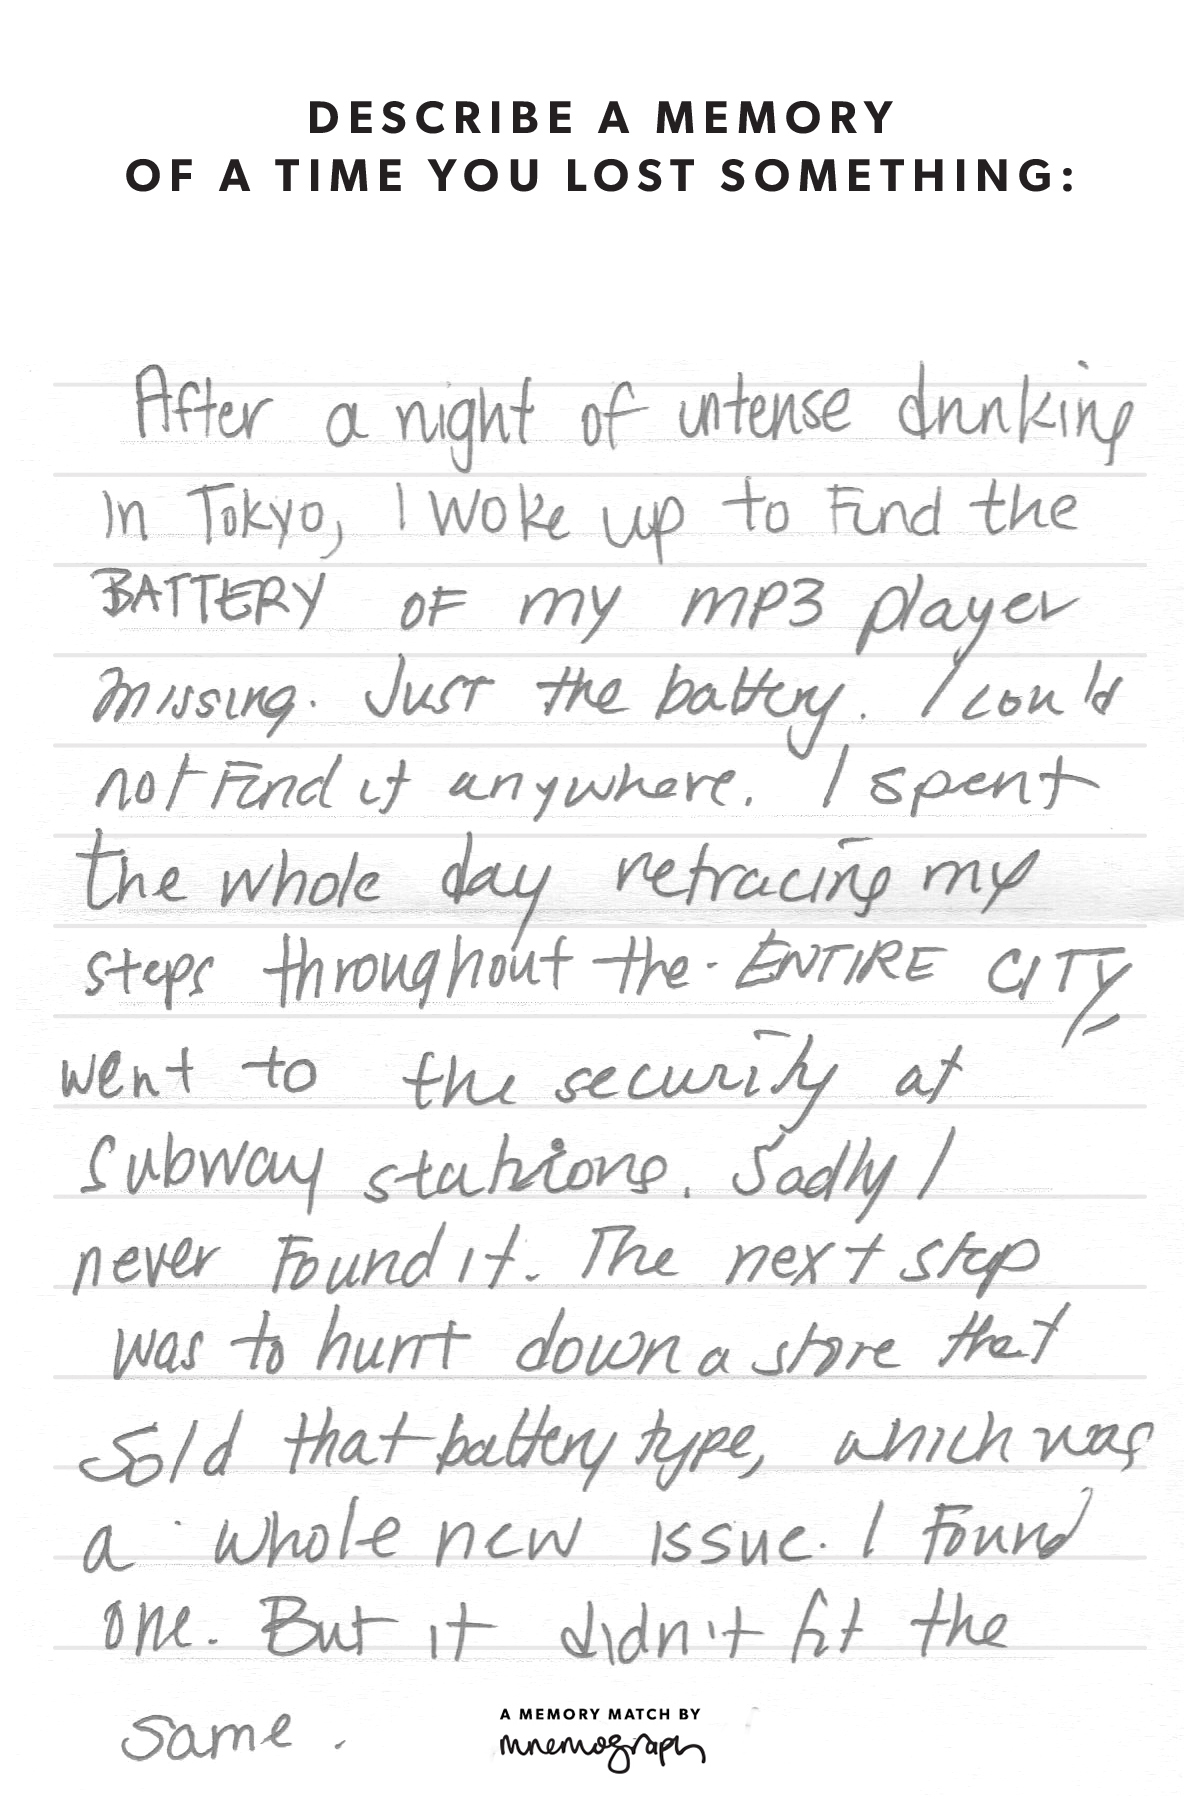 DESCRIBE A MEMORY
OF A TIME YOU LOST SOMETHING:
After a night of intense drinking
in Tokyo, I woke up to Find the
BATTERY OF my mp3 player
missing. Just the battery. I could
not Find it anywhere. I spent
the whole day retracing my
steps throughout the ENTIRE CITY,
went to the security at
subway stations. Sadly I
never Found it. The next step
was to hunt down a store that
sold that battery type, which was
a whole new issue. I Found
one. But it didn't fit the
same.
A MEMORY MATCH BY
mnemograph